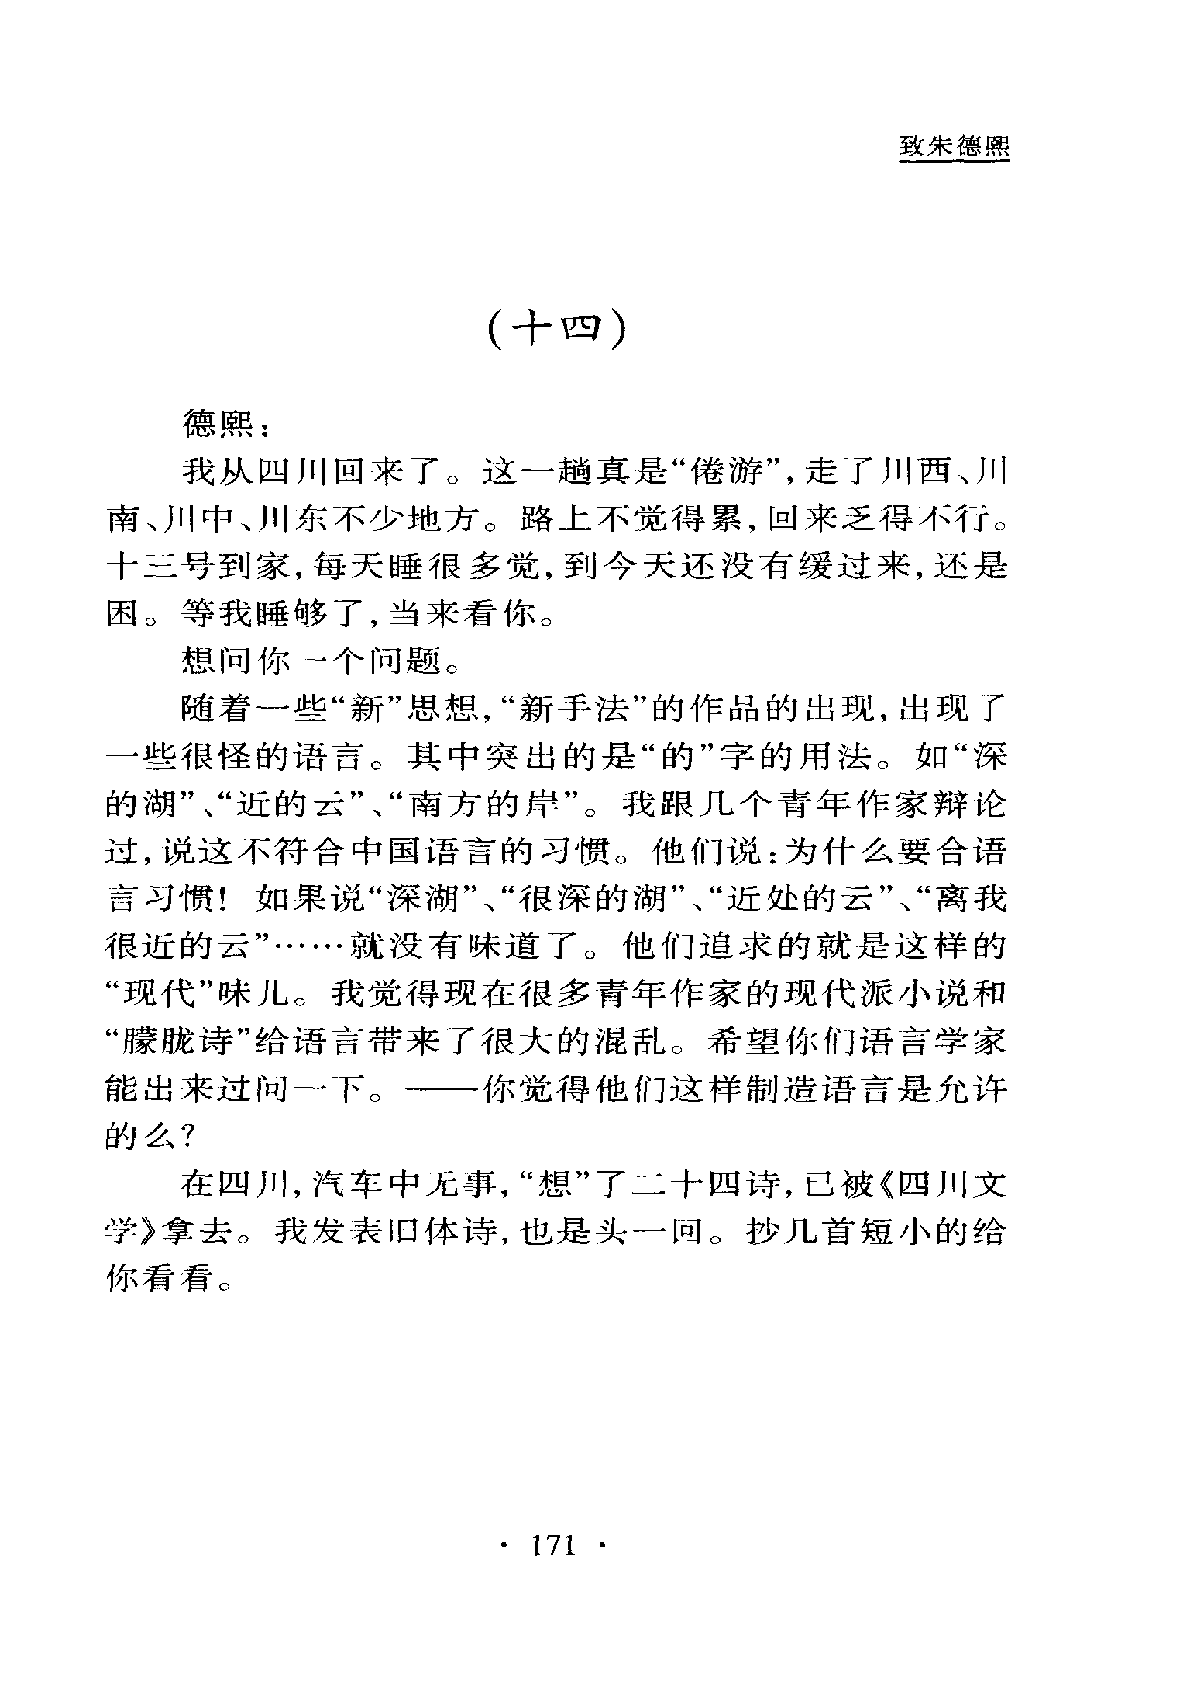 致朱德熙
(十四)
德熙：
我从四川回来了。这一趟真是“倦游”，走了川西、川
南、川中、川东不少地方。路上不觉得累，回来乏得不行。
十三号到家，每天睡很多觉，到今天还没有缓过来，还是
困。等我睡够了，当来看你。
想问你一个问题。
随着一些“新”思想，“新手法”的作品的出现，出现了
一些很怪的语言。其中突出的是“的”字的用法。如“深
的湖”、“近的云”、“南方的岸”。我跟几个青年作家辩论
过，说这不符合中国语言的习惯。他们说：为什么要合语
言习惯！如果说“深湖”、“很深的湖”、“近处的云”、“离我
很近的云”……就没有味道了。他们追求的就是这样的
“现代”味儿。我觉得现在很多青年作家的现代派小说和
“朦胧诗”给语言带来了很大的混乱。希望你们语言学家
能出来过问一下。——你觉得他们这样制造语言是允许
的么？
在四川，汽车中无事，“想”了二十四诗，已被《四川文
学》拿去。我发表旧体诗，也是头一回。抄几首短小的给
你看看。
· 171 ·